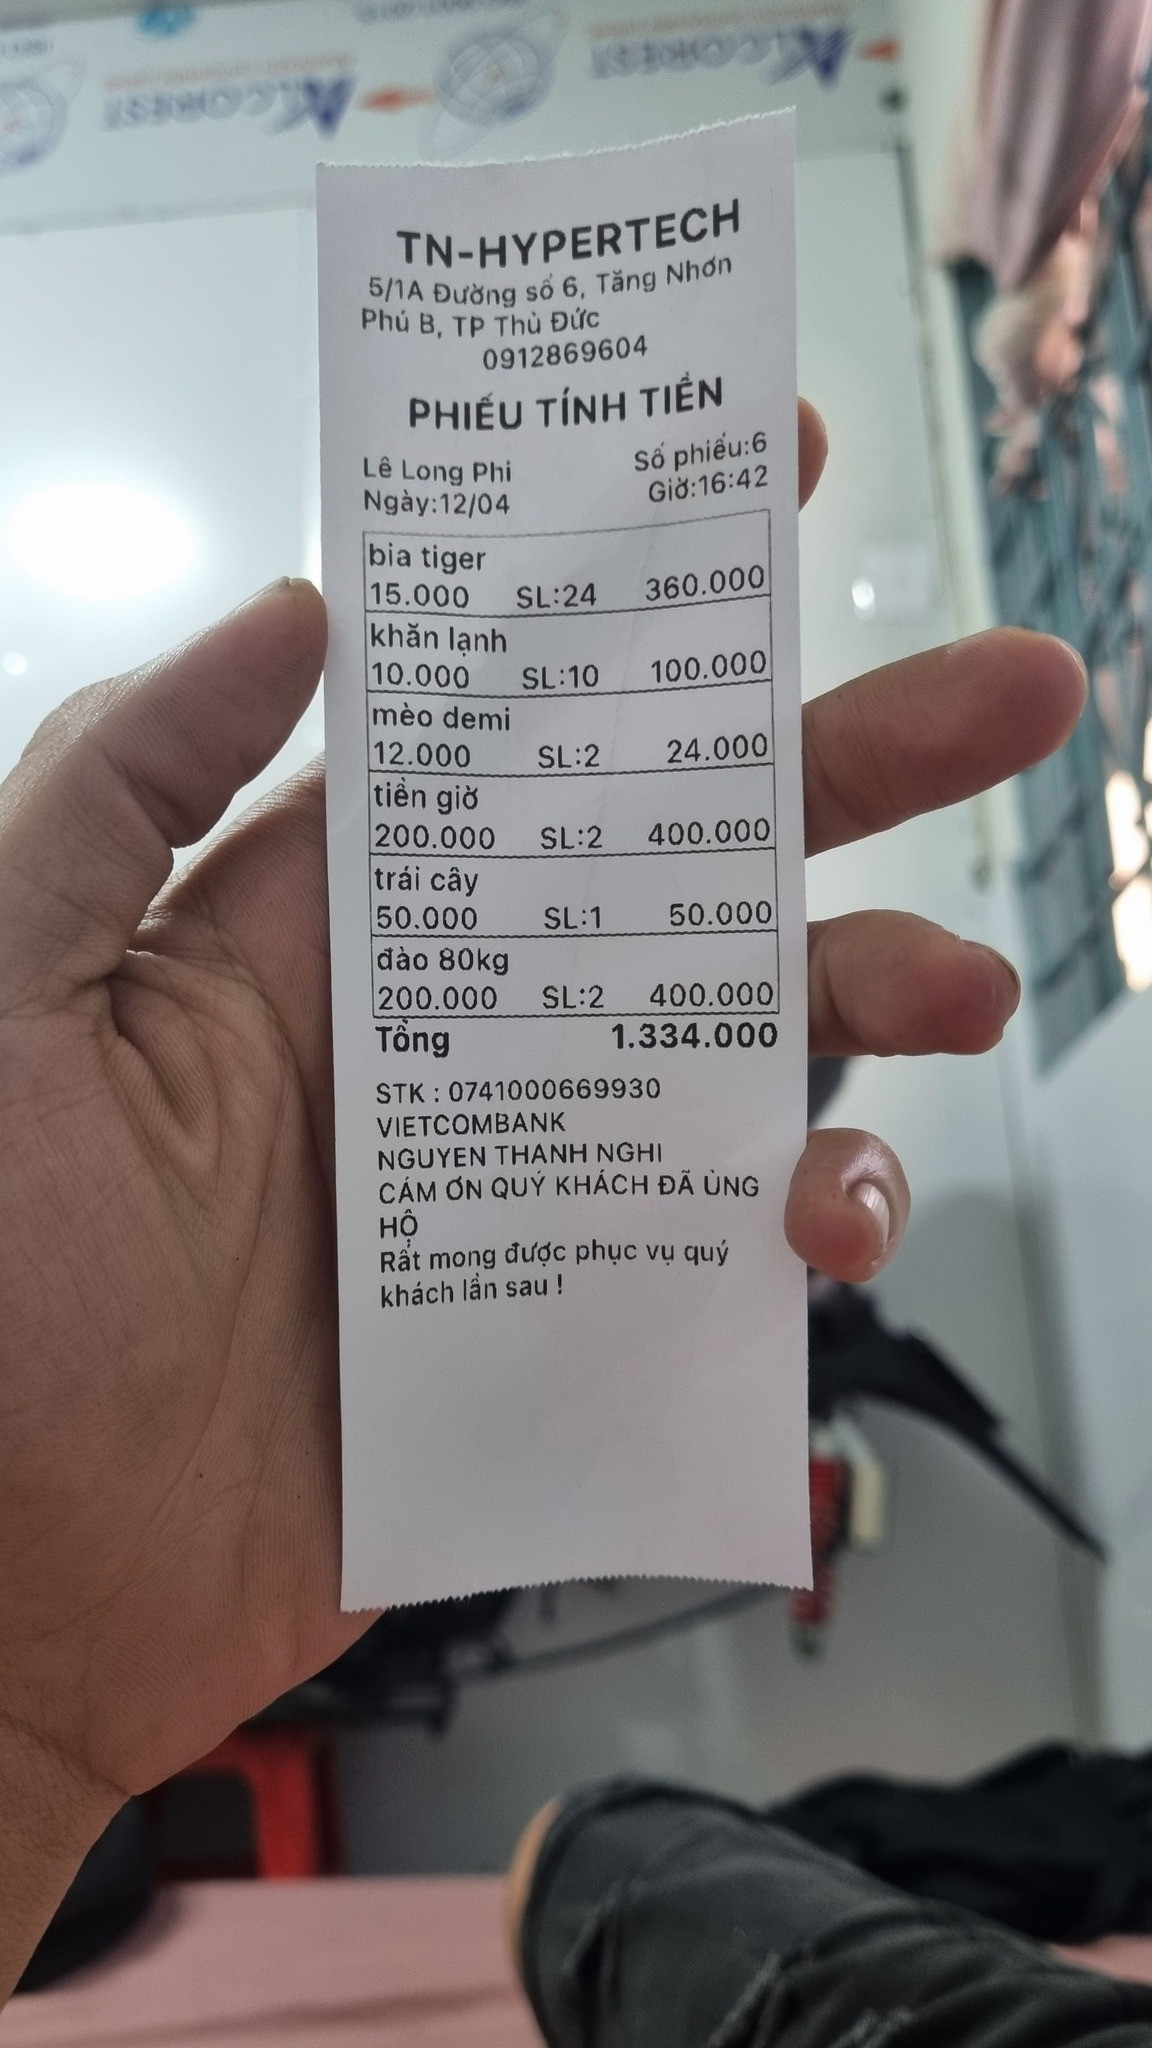 ALCOREST
ALCOREST
TN-HYPERTECH
5/1A Đường số 6, Tăng Nhơn
Phú B, TP Thủ Đức
0912869604
PHIẾU TÍNH TIỀN
Lê Long Phi Số phiếu:6
Ngày:12/04 Giờ:16:42
bia tiger
15.000 SL:24 360.000
khăn lạnh
10.000 SL:10 100.000
mèo demi
12.000 SL:2 24.000
tiền giờ
200.000 SL:2 400.000
trái cây
50.000 SL:1 50.000
đào 80kg
200.000 SL:2 400.000
Tổng 1.334.000
STK : 0741000669930
VIETCOMBANK
NGUYEN THANH NGHI
CÁM ƠN QUÝ KHÁCH ĐÃ ỦNG
HỘ
Rất mong được phục vụ quý
khách lần sau !